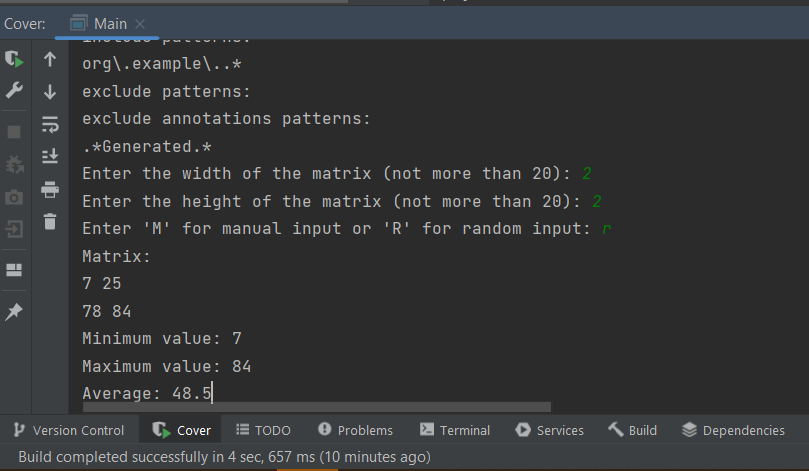 Cover: Main
include patterns:
org\.example\..*
exclude patterns:
exclude annotations patterns:
.*Generated.*
Enter the width of the matrix (not more than 20): 2
Enter the height of the matrix (not more than 20): 2
Enter 'M' for manual input or 'R' for random input: r
Matrix:
7 25
78 84
Minimum value: 7
Maximum value: 84
Average: 48.5
Version Control Cover TODO Problems Terminal Services Build Dependencies
Build completed successfully in 4 sec, 657 ms (10 minutes ago)